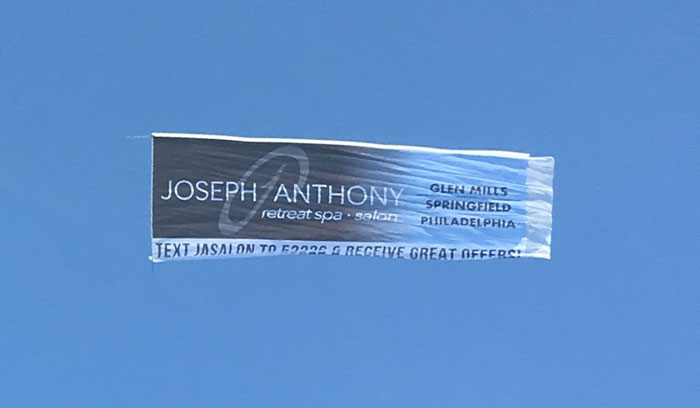 JOSEPH ANTHONY
retreat spa · salon
GLEN MILLS
SPRINGFIELD
PHILADELPHIA
TEXT JASALON TO & RECEIVE GREAT OFFERS!